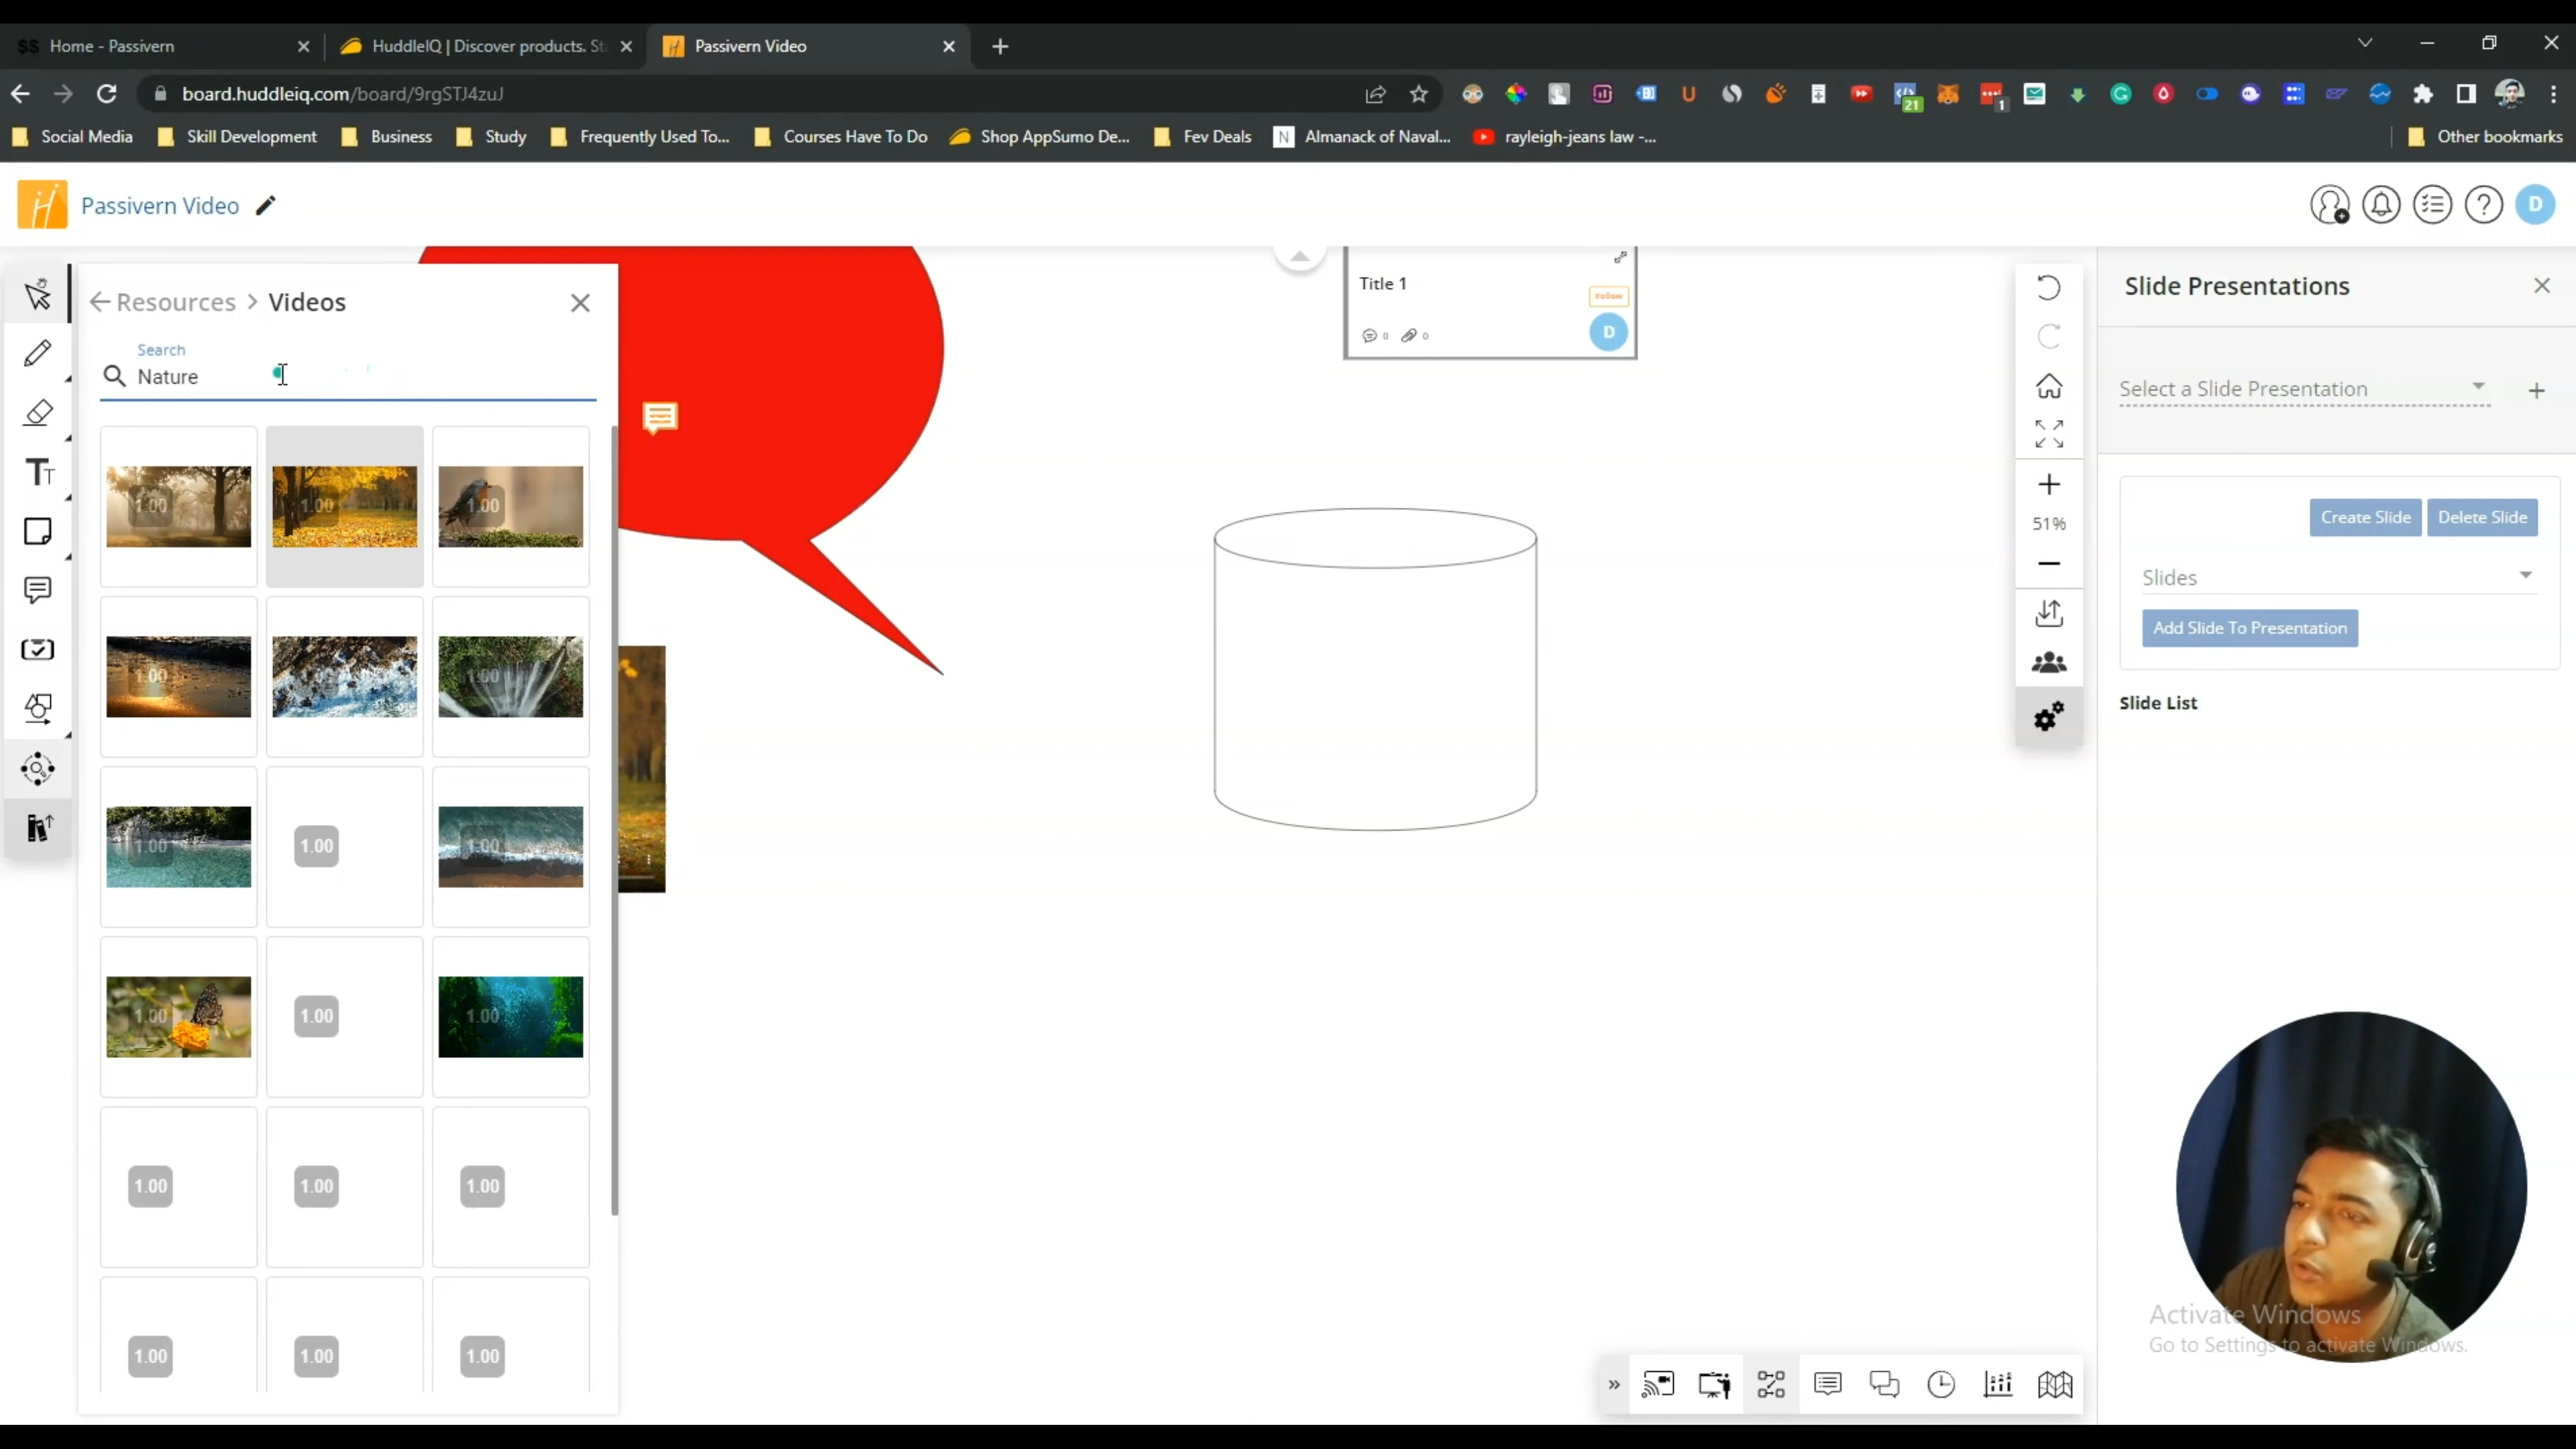 $$ Home - Passivern
HuddleIQ | Discover products. St
Passivern Video
board.huddleiq.com/board/9rgSTJ4zuJ
21
1
Social Media
Skill Development
Business
Study
Frequently Used To...
Courses Have To Do
Shop AppSumo De...
Fev Deals
N Almanack of Naval...
rayleigh-jeans law -...
Other bookmarks
Passivern Video
D
Resources > Videos
Search
Nature
1.00 1.00 1.00
1.00 1.00 1.00
1.00 1.00 1.00
1.00 1.00 1.00
1.00 1.00 1.00
1.00 1.00 1.00
Title 1
Follow
D
0 0
51%
Slide Presentations
Select a Slide Presentation
Create Slide Delete Slide
Slides
Add Slide To Presentation
Slide List
Activate Windows
Go to Settings to activate Windows.